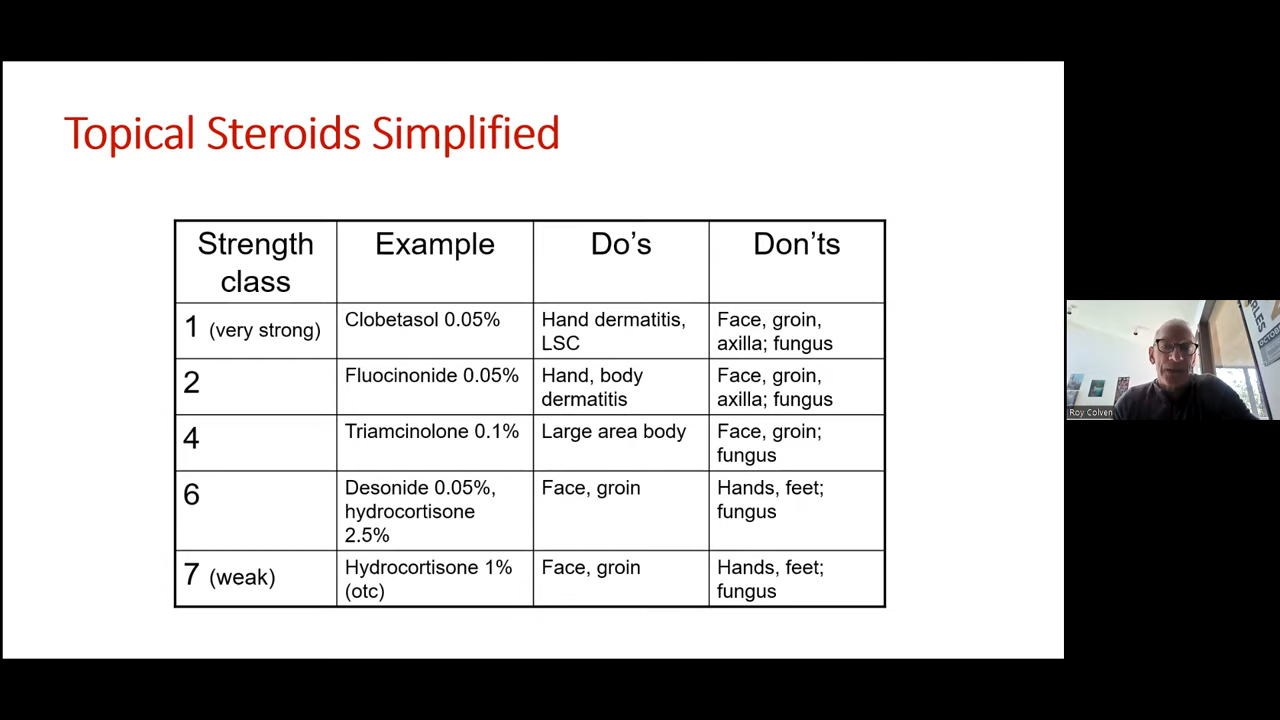 Topical Steroids Simplified
Strength class
Example
Do’s
Don’ts
1 (very strong)
Clobetasol 0.05%
Hand dermatitis,
LSC
Face, groin,
axilla; fungus
2
Fluocinonide 0.05%
Hand, body
dermatitis
Face, groin,
axilla; fungus
4
Triamcinolone 0.1%
Large area body
Face, groin;
fungus
6
Desonide 0.05%,
hydrocortisone
2.5%
Face, groin
Hands, feet;
fungus
7 (weak)
Hydrocortisone 1%
(otc)
Face, groin
Hands, feet;
fungus
Roy Colven